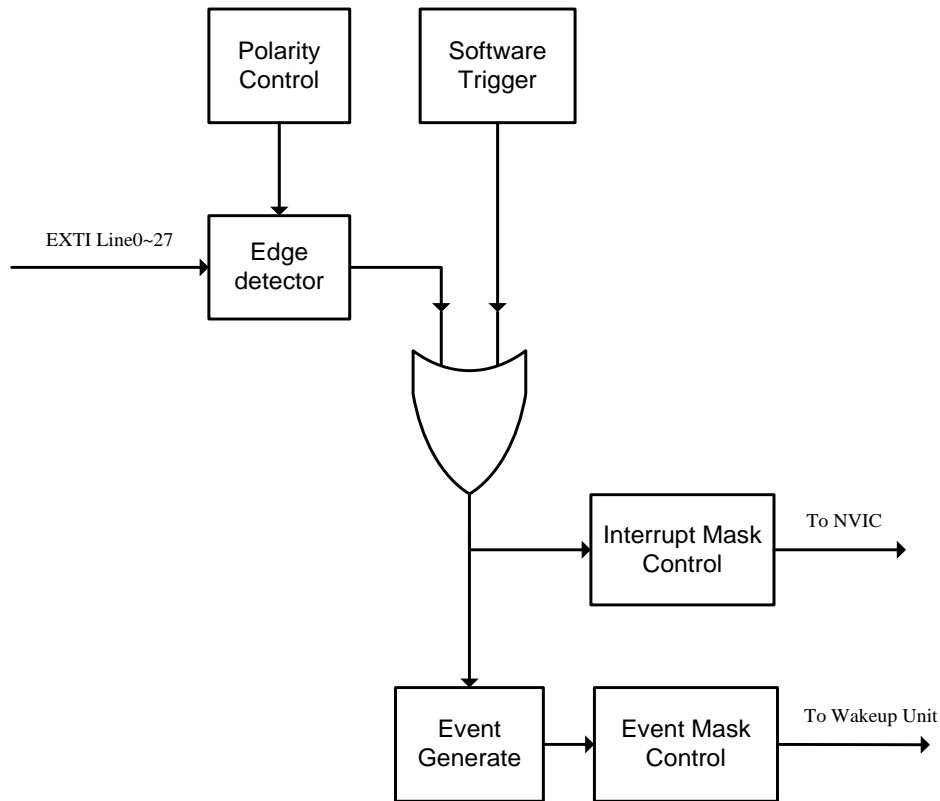 Polarity
Control
Software
Trigger
EXTI Line0~27
Edge
detector
Interrupt Mask
Control
To NVIC
Event
Generate
Event Mask
Control
To Wakeup Unit